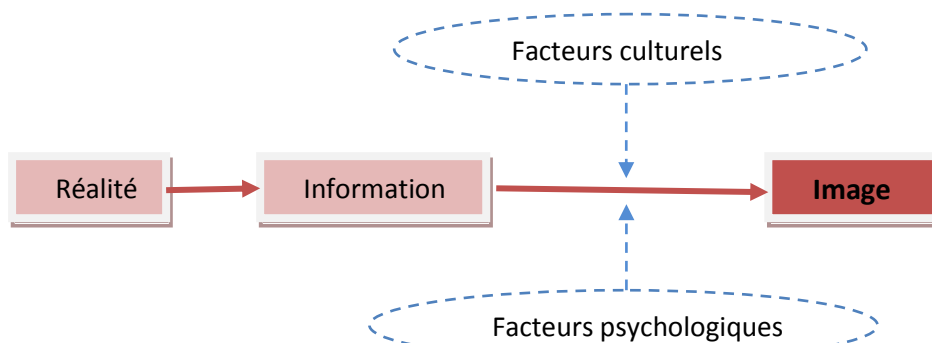 Facteurs culturels
Réalité
Information
Image
Facteurs psychologiques